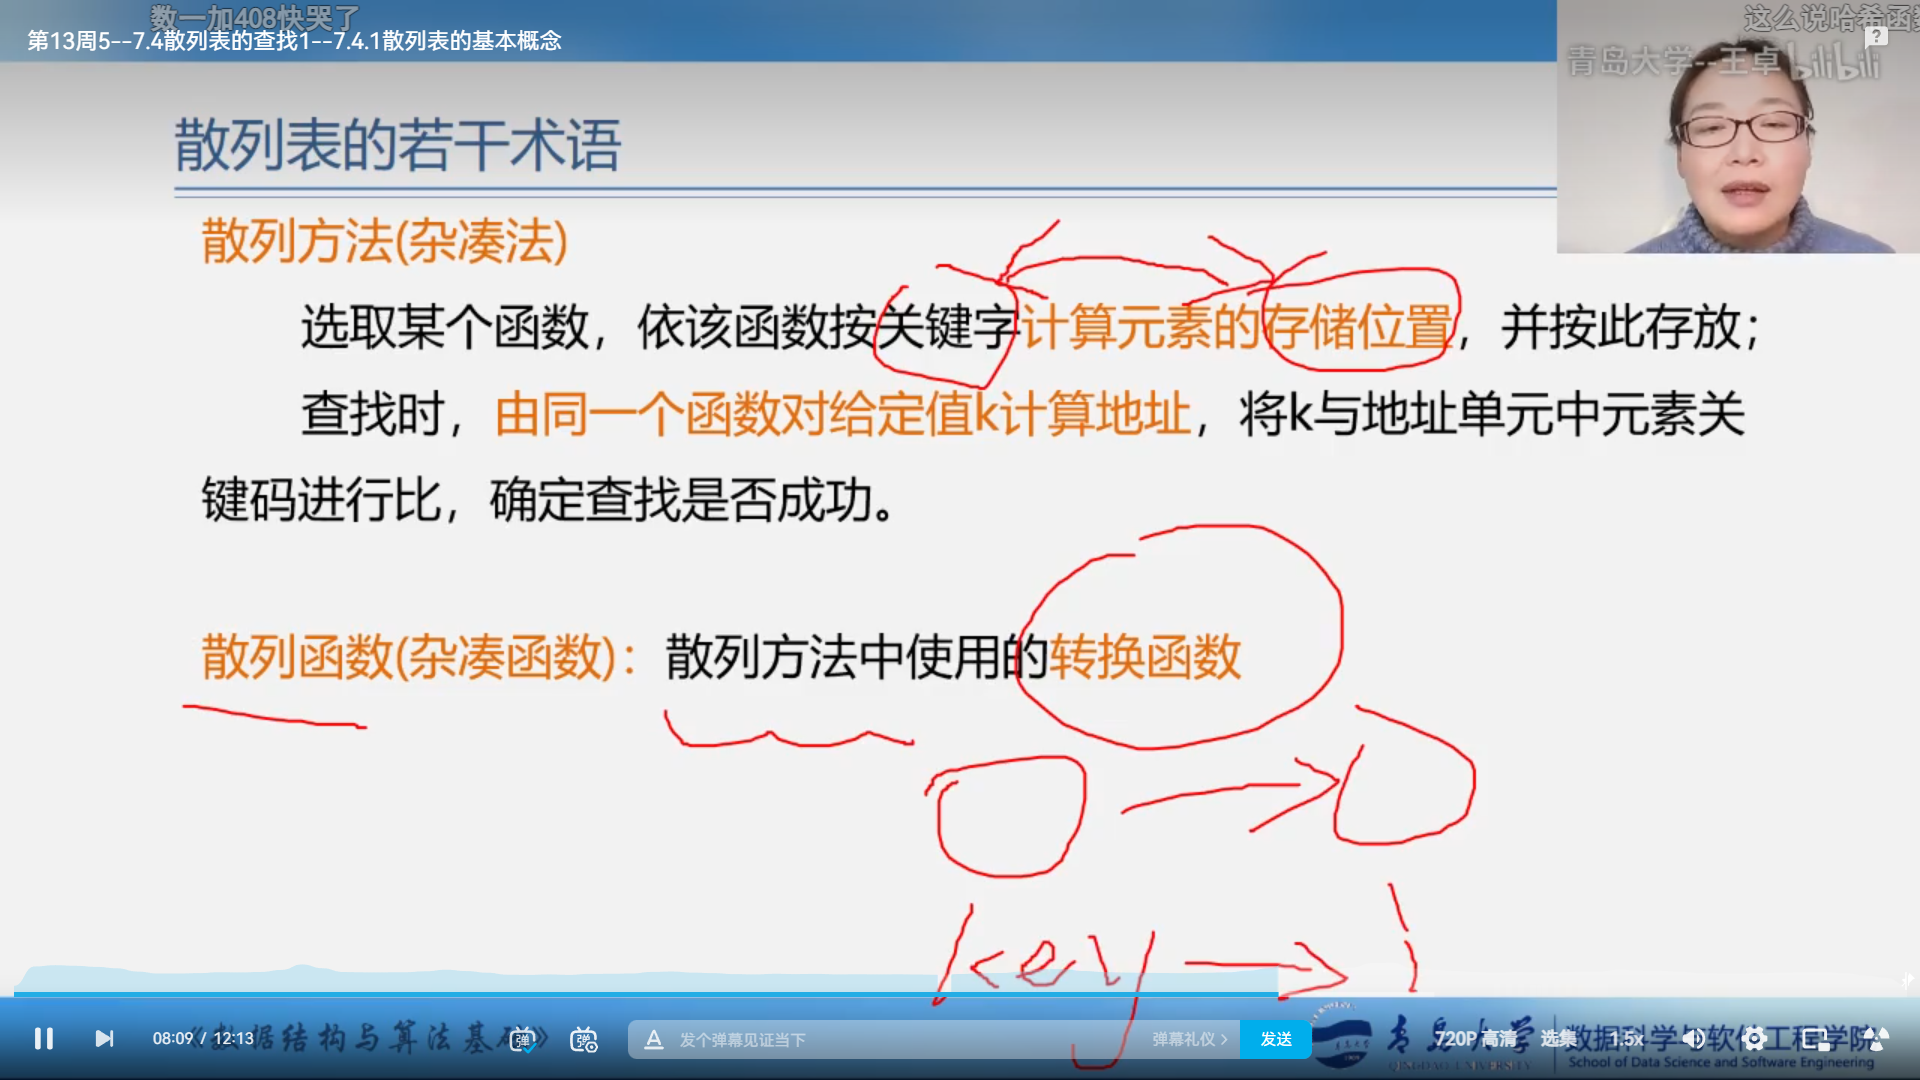 数一加408快哭了
这么说哈希函数
第13周5--7.4散列表的查找1--7.4.1散列表的基本概念
青岛大学--王卓 bilibili
散列表的若干术语
散列方法(杂凑法)
选取某个函数，依该函数按关键字计算元素的存储位置，并按此存放；
查找时，由同一个函数对给定值k计算地址，将k与地址单元中元素关
键码进行比，确定查找是否成功。
散列函数(杂凑函数)：散列方法中使用的转换函数
key → i
08:09 / 12:13
《数据结构与算法基础》
弹
弹
A 发个弹幕见证当下
弹幕礼仪 >
发送
青岛大学
QINGDAO UNIVERSITY
数据科学与软件工程学院
School of Data Science and Software Engineering
720P 高清
选集
1.5x